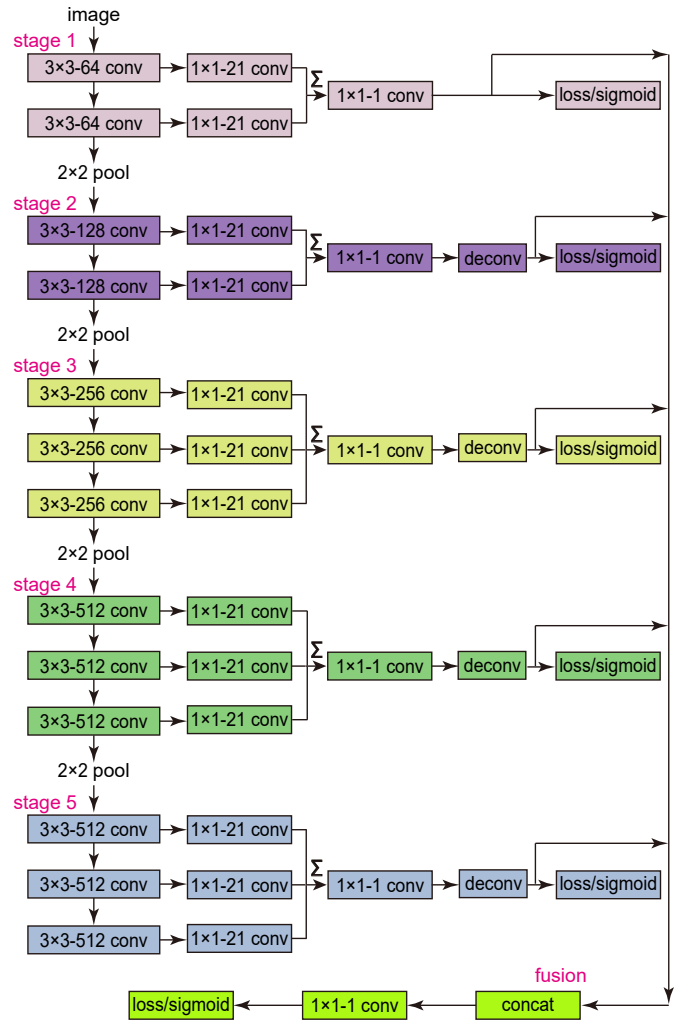 image
stage 1
3×3-64 conv 1×1-21 conv
Σ
1×1-1 conv loss/sigmoid
3×3-64 conv 1×1-21 conv
2×2 pool
stage 2
3×3-128 conv 1×1-21 conv
Σ
1×1-1 conv deconv loss/sigmoid
3×3-128 conv 1×1-21 conv
2×2 pool
stage 3
3×3-256 conv 1×1-21 conv
Σ
3×3-256 conv 1×1-21 conv 1×1-1 conv deconv loss/sigmoid
3×3-256 conv 1×1-21 conv
2×2 pool
stage 4
3×3-512 conv 1×1-21 conv
Σ
3×3-512 conv 1×1-21 conv 1×1-1 conv deconv loss/sigmoid
3×3-512 conv 1×1-21 conv
2×2 pool
stage 5
3×3-512 conv 1×1-21 conv
Σ
3×3-512 conv 1×1-21 conv 1×1-1 conv deconv loss/sigmoid
3×3-512 conv 1×1-21 conv
fusion
loss/sigmoid 1×1-1 conv concat